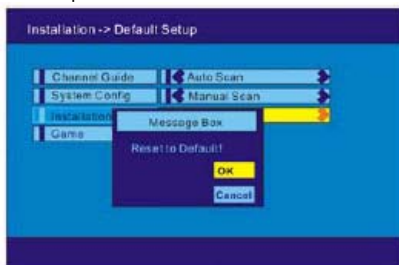 Installation -> Default Setup
Channel Guide
Auto Scan
System Config
Manual Scan
Installation
Game
Message Box
Reset to Default!
OK
Cancel